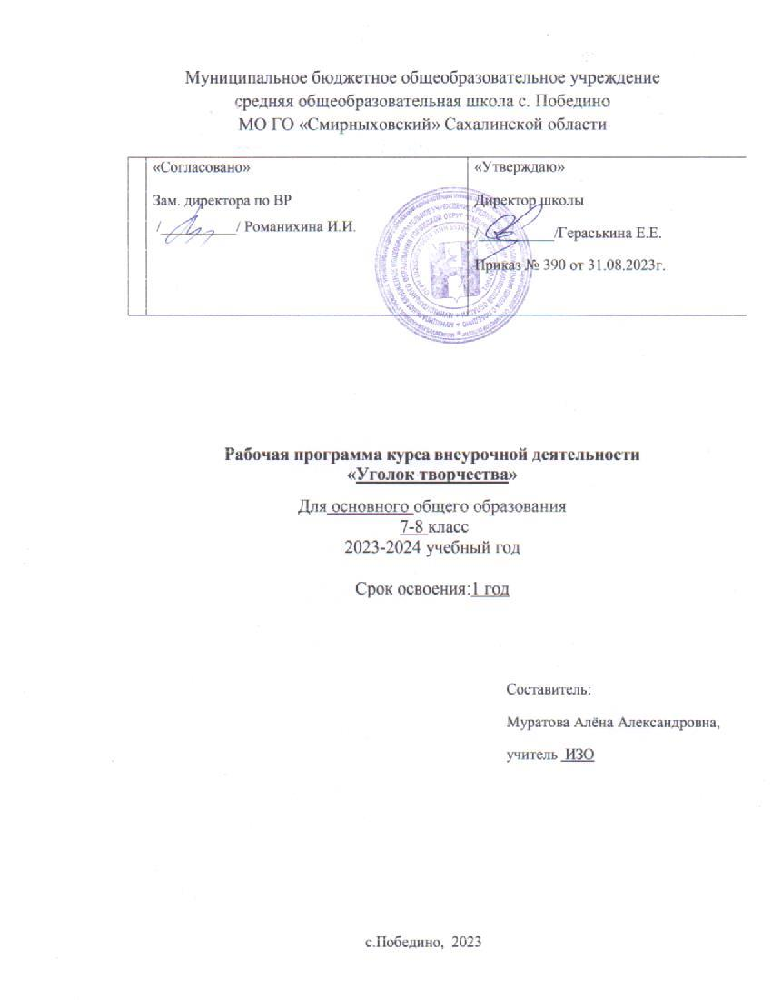 Муниципальное бюджетное общеобразовательное учреждение
средняя общеобразовательная школа с. Победино
МО ГО «Смирныховский» Сахалинской области
«Согласовано»
Зам. директора по ВР
/__________/ Романихина И.И.
«Утверждаю»
Директор школы
/__________/Гераськина Е.Е.
Приказ № 390 от 31.08.2023г.
Рабочая программа курса внеурочной деятельности
«Уголок творчества»
Для основного общего образования
7-8 класс
2023-2024 учебный год
Срок освоения:1 год
Составитель:
Муратова Алёна Александровна,
учитель ИЗО
с.Победино, 2023